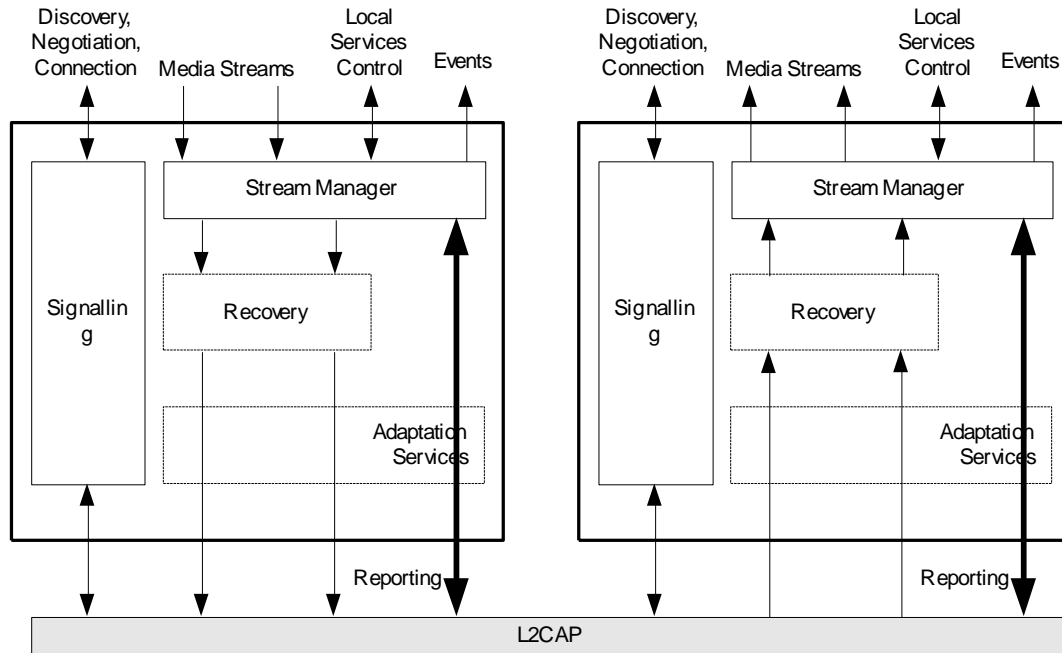 Discovery,
Negotiation,
Connection
Media Streams
Local
Services
Control
Events
Stream Manager
Signallin
g
Recovery
Adaptation
Services
Reporting
Discovery,
Negotiation,
Connection
Media Streams
Local
Services
Control
Events
Stream Manager
Signallin
g
Recovery
Adaptation
Services
Reporting
L2CAP